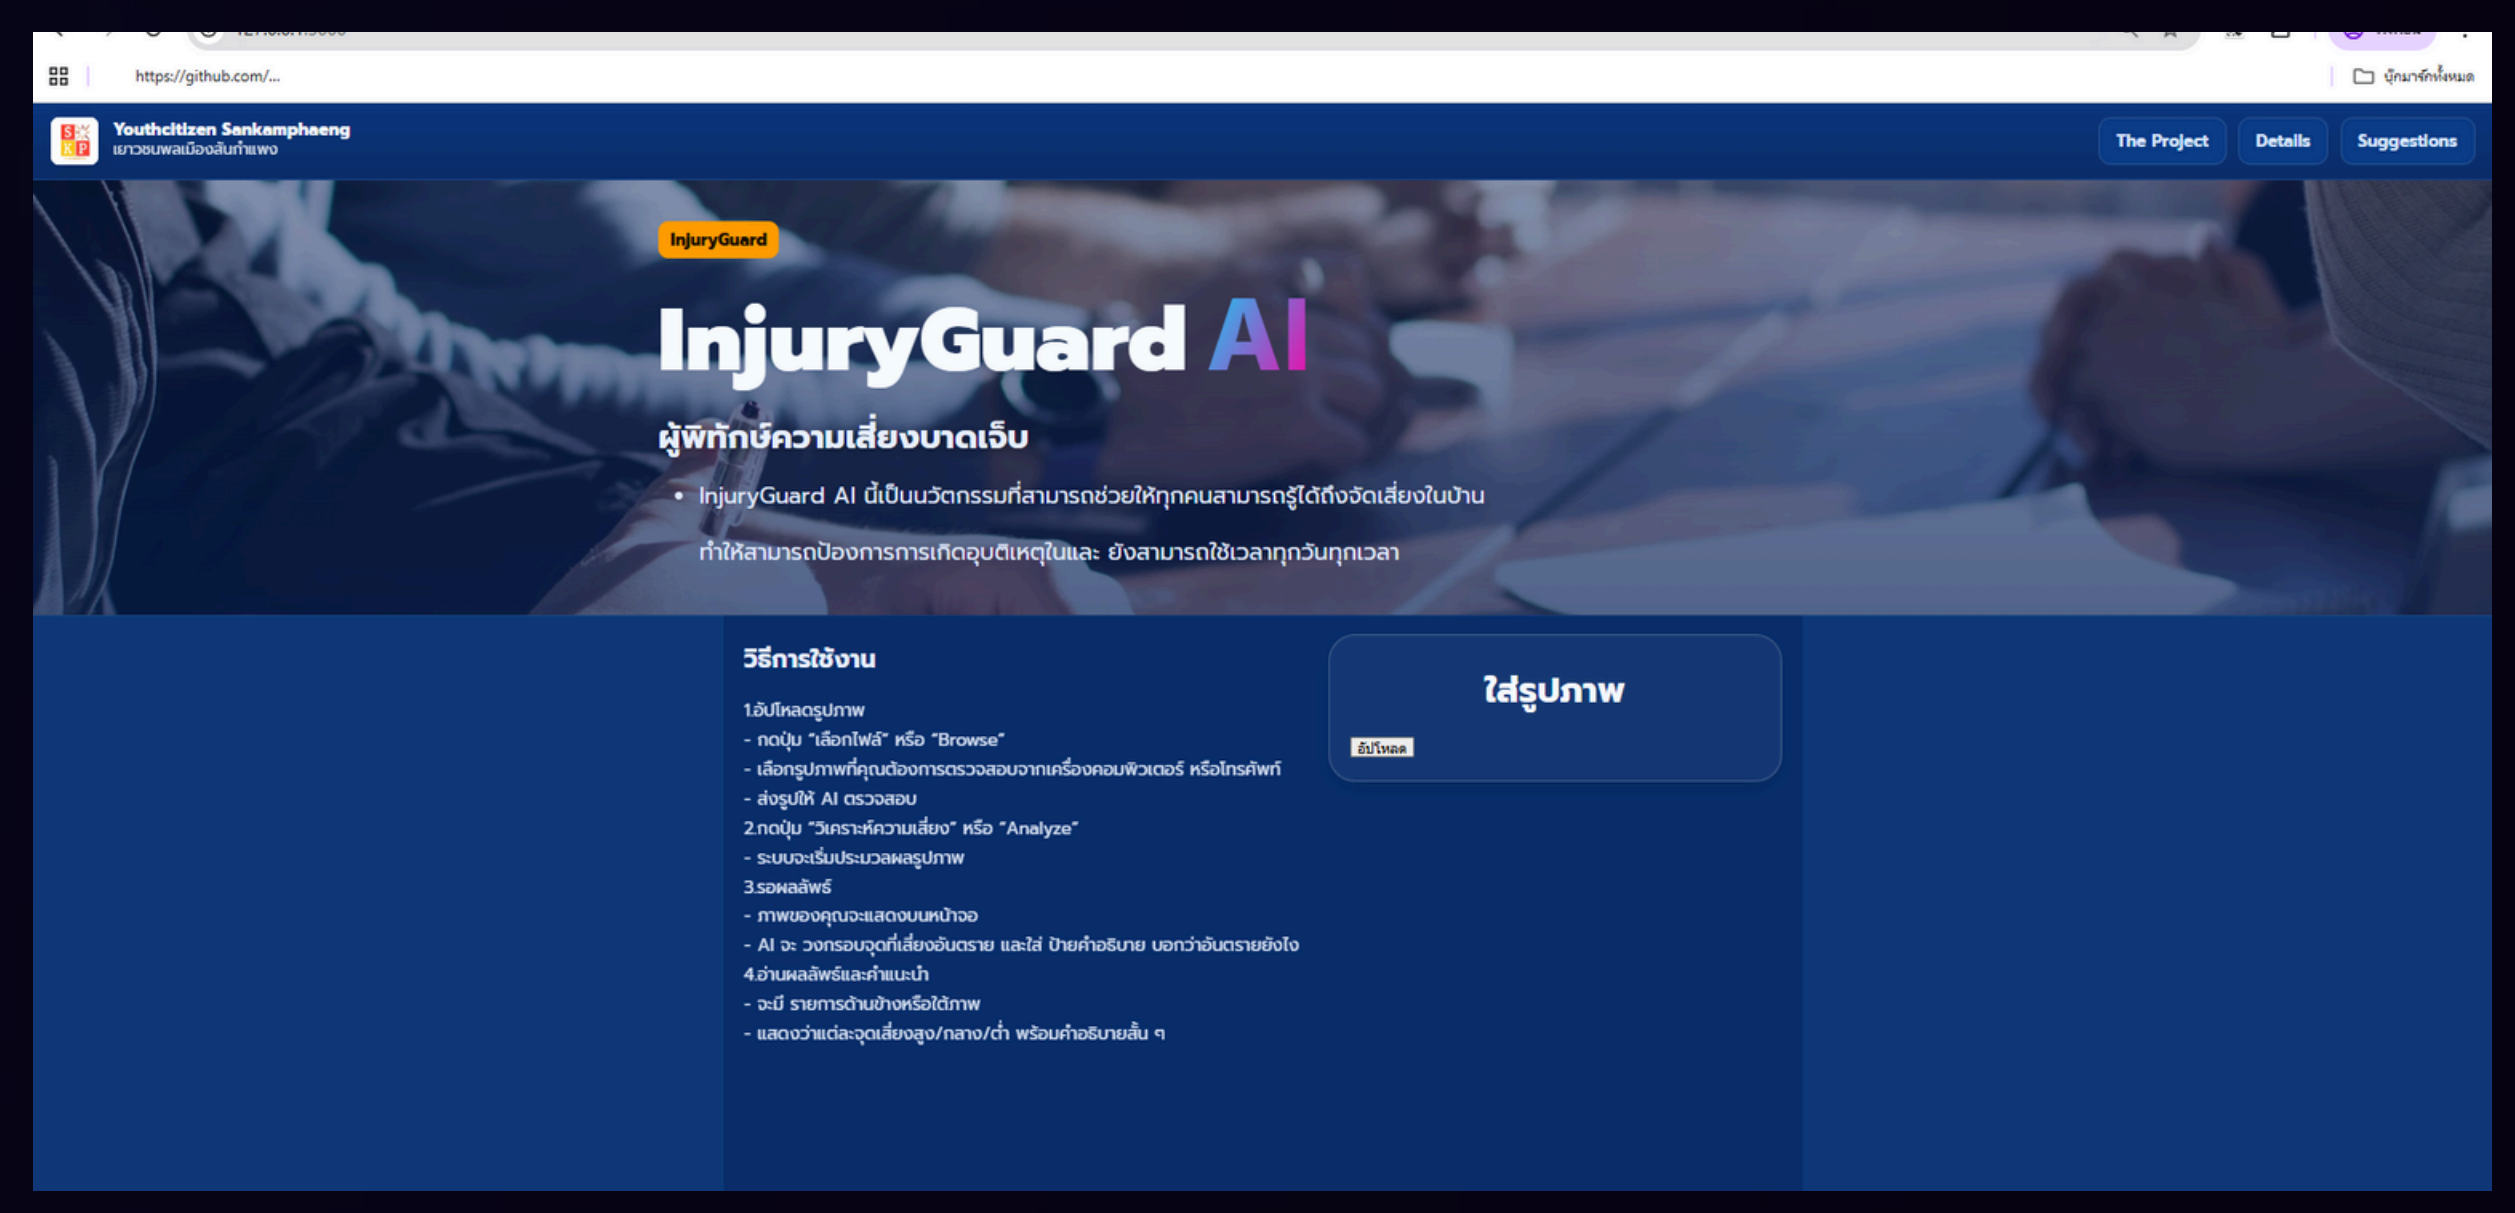 https://github.com/...
บุ๊กมาร์กทั้งหมด
SK
XP
Youthcitizen Sankamphaeng
เยาวชนพลเมืองสันกำแพง
The Project
Details
Suggestions
InjuryGuard
InjuryGuard AI
ผู้พิทักษ์ความเสี่ยงบาดเจ็บ
• InjuryGuard AI นี้เป็นนวัตกรรมที่สามารถช่วยให้ทุกคนสามารถรู้ได้ถึงจัดเสี่ยงในบ้าน
ทำให้สามารถป้องการการเกิดอุบติเหตุในและ ยังสามารถใช้เวลาทุกวันทุกเวลา
วิธีการใช้งาน
1.อัปโหลดรูปภาพ
- กดปุ่ม “เลือกไฟล์” หรือ “Browse”
- เลือกรูปภาพที่คุณต้องการตรวจสอบจากเครื่องคอมพิวเตอร์ หรือโทรศัพท์
- ส่งรูปให้ AI ตรวจสอบ
2.กดปุ่ม “วิเคราะห์ความเสี่ยง” หรือ “Analyze”
- ระบบจะเริ่มประมวลผลรูปภาพ
3.รอผลลัพธ์
- ภาพของคุณจะแสดงบนหน้าจอ
- AI จะ วงกรอบจุดที่เสี่ยงอันตราย และใส่ ป้ายคำอธิบาย บอกว่าอันตรายยังไง
4.อ่านผลลัพธ์และคำแนะนำ
- จะมี รายการด้านข้างหรือใต้ภาพ
- แสดงว่าแต่ละจุดเสี่ยงสูง/กลาง/ต่ำ พร้อมคำอธิบายสั้น ๆ
ใส่รูปภาพ
อัปโหลด